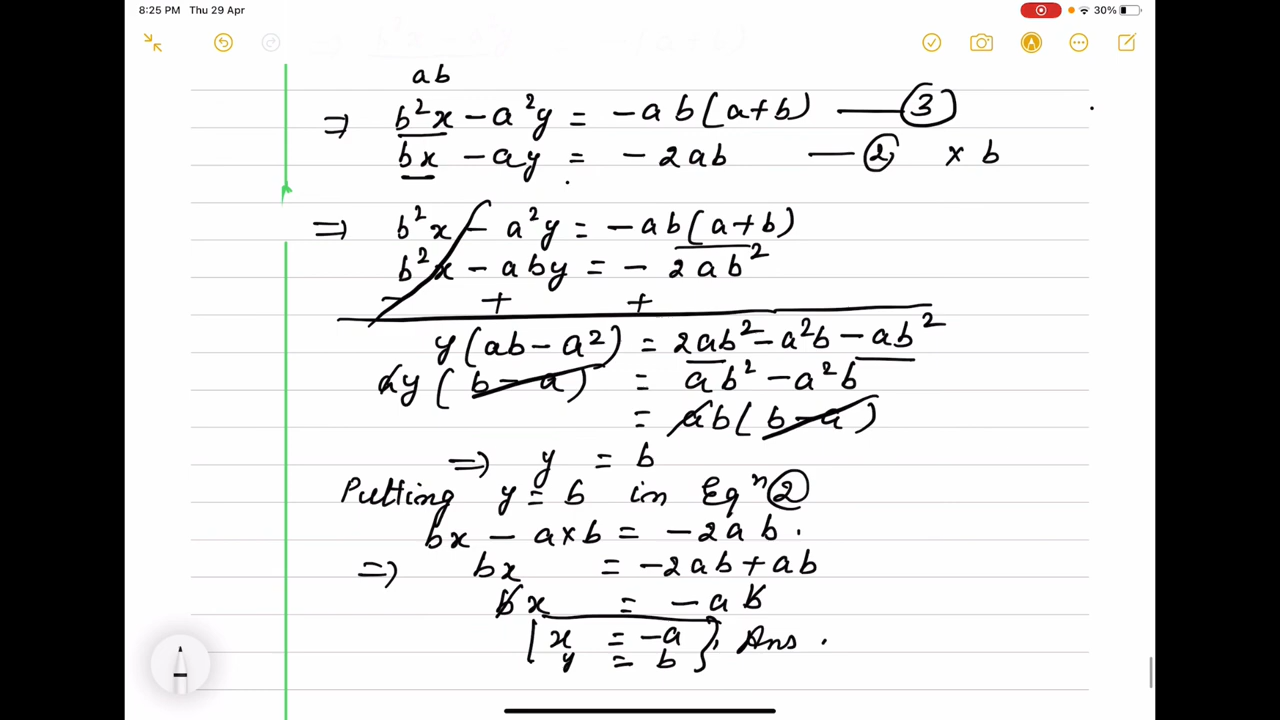 8:25 PM Thu 29 Apr 30%
ab
⇒ b²x - a²y = -ab(a+b) — ③
bx - ay = -2ab — ② × b
⇒ b²x - a²y = -ab(a+b)
b²x - aby = - 2ab²
- + +
y(ab - a²) = 2ab² - a²b - ab²
ay(b - a) = ab² - a²b
= ab(b - a)
⇒ y = b
Putting y = b in Eqⁿ ②
bx - a×b = -2ab.
⇒ bx = -2ab + ab
bx = -ab
x = -a } Ans.
y = b